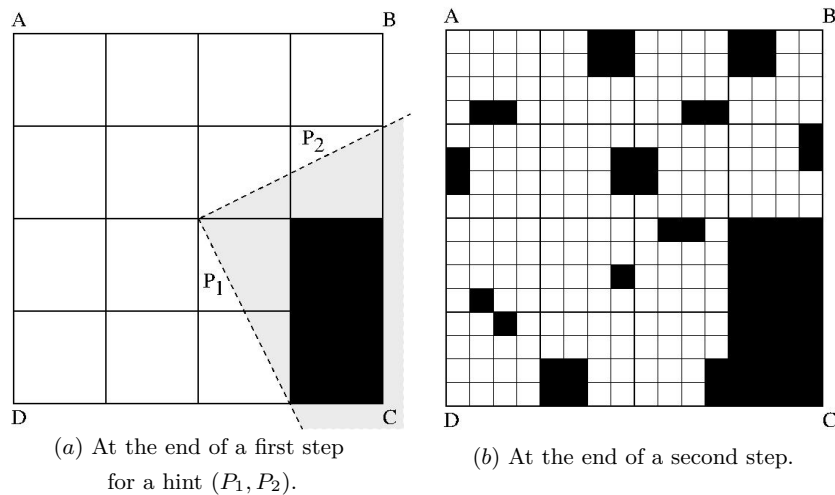 A B
A B
P2
P1
D C
D C
(a) At the end of a first step
for a hint (P1, P2).
(b) At the end of a second step.